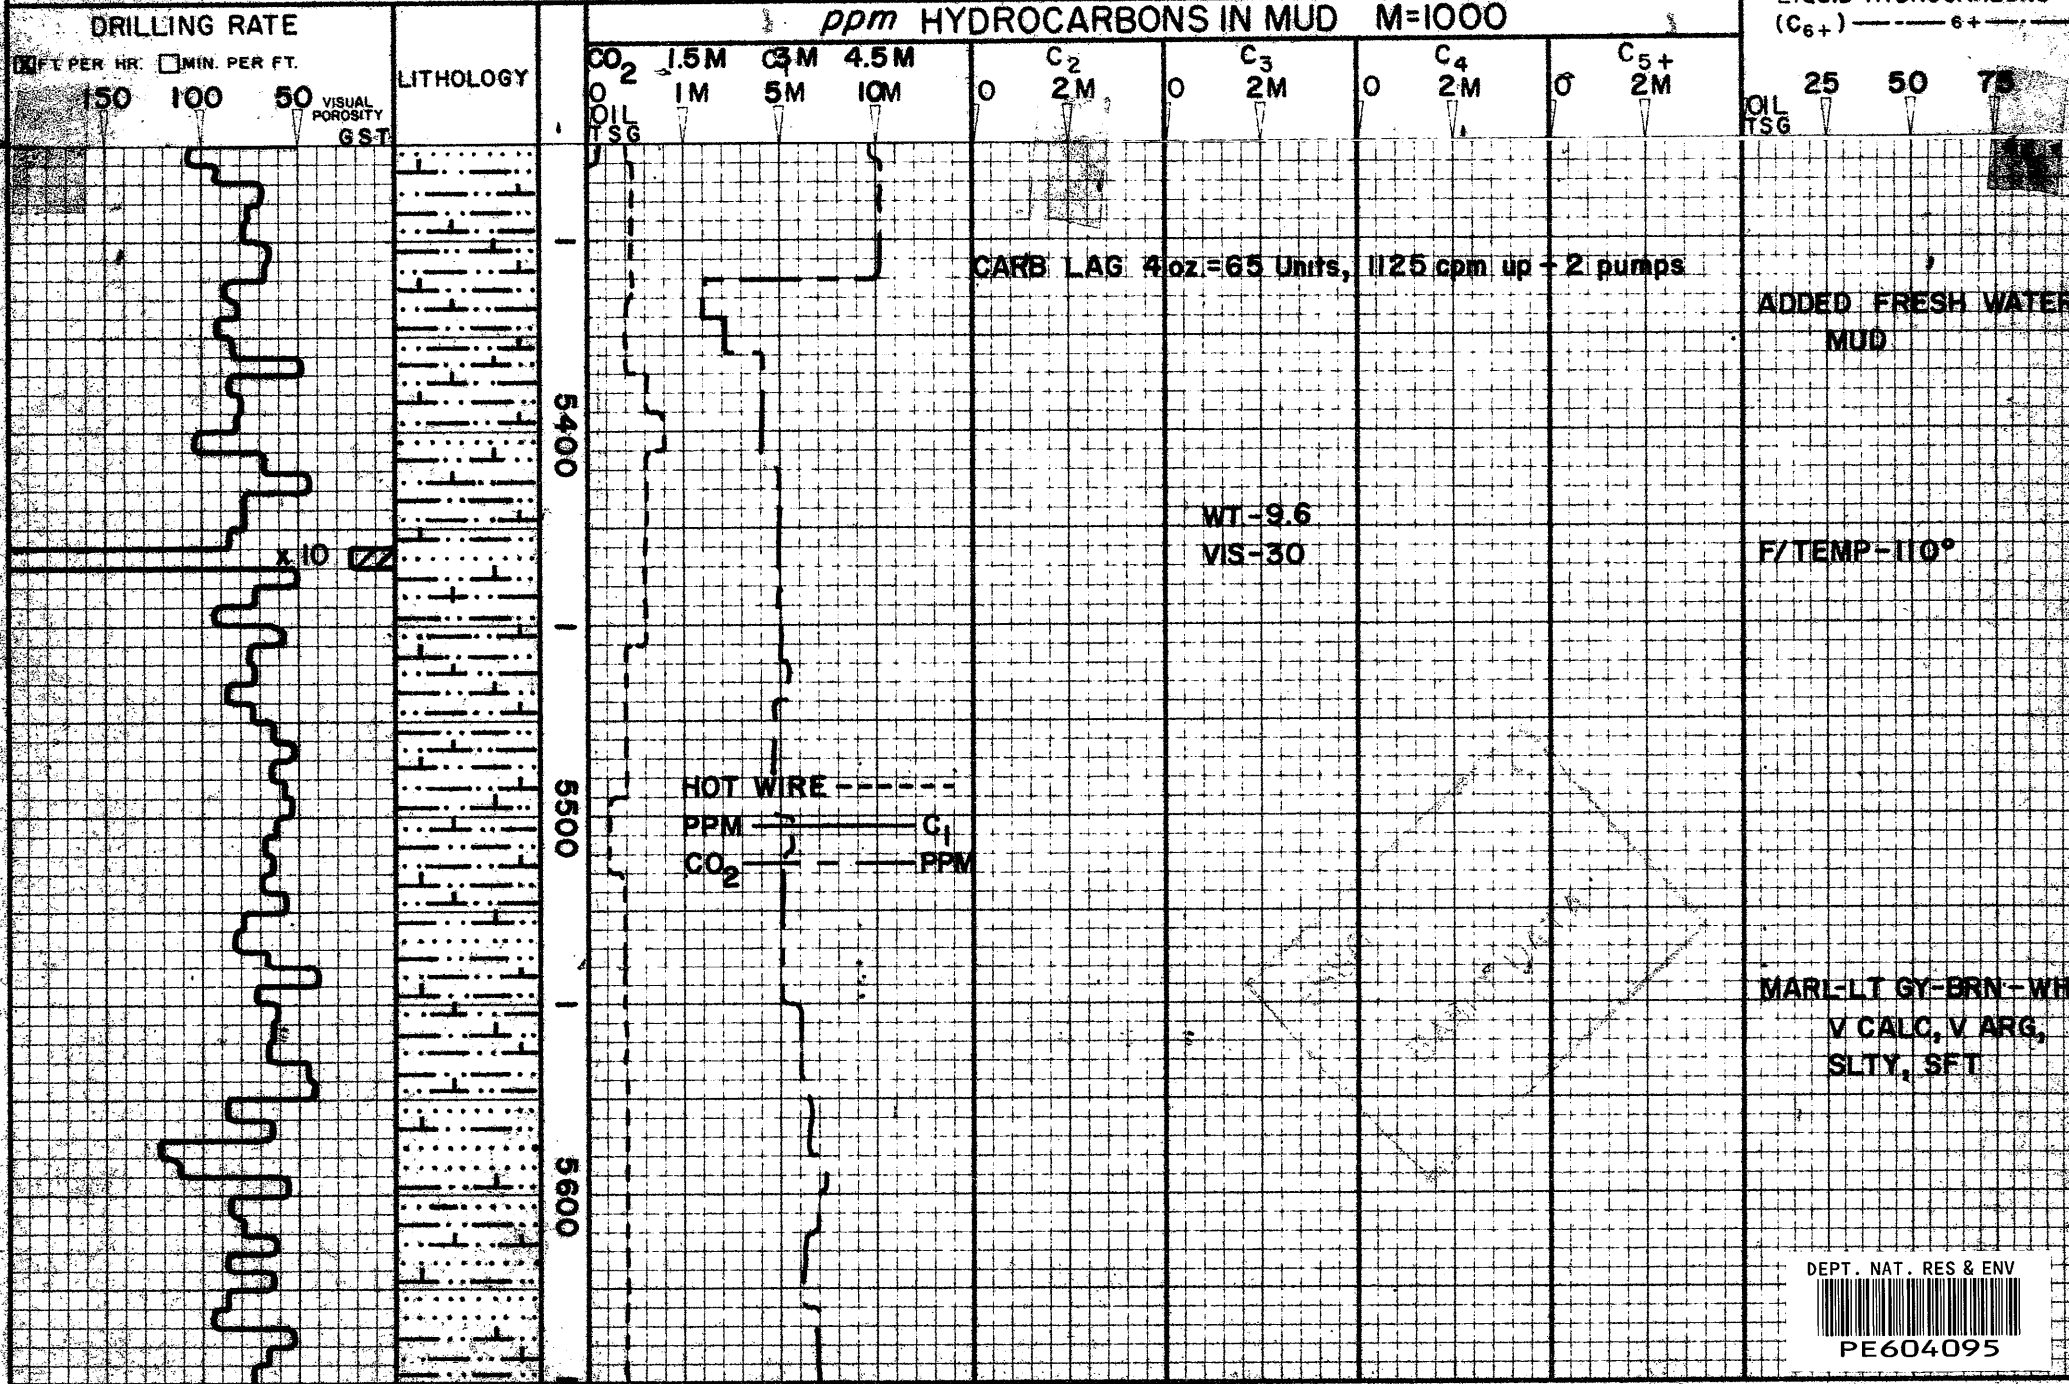 DRILLING RATE
FT PER HR. MIN. PER FT.
150 100 50 VISUAL POROSITY
GST
LITHOLOGY
ppm HYDROCARBONS IN MUD M=1000
CO2 1.5M C1 3M 4.5M
0 1M 5M 10M
OIL
TSG
C2
0 2M
C3
0 2M
C4
0 2M
C5+
0 2M
LIQUID HYDROCARBONS
(C6+) 6+
25 50 75
OIL
TSG
CARB LAG 4 oz.=65 Units, 1125 cpm up - 2 pumps
ADDED FRESH WATER
MUD
5400
WT-9.6
VIS-30
x 10
F/TEMP-110°
5500
HOT WIRE
PPM C1
CO2 PPM
MARL-LT GY-BRN-WH
V CALC, V ARG,
SLTY, SFT
5600
DEPT. NAT. RES & ENV
PE604095